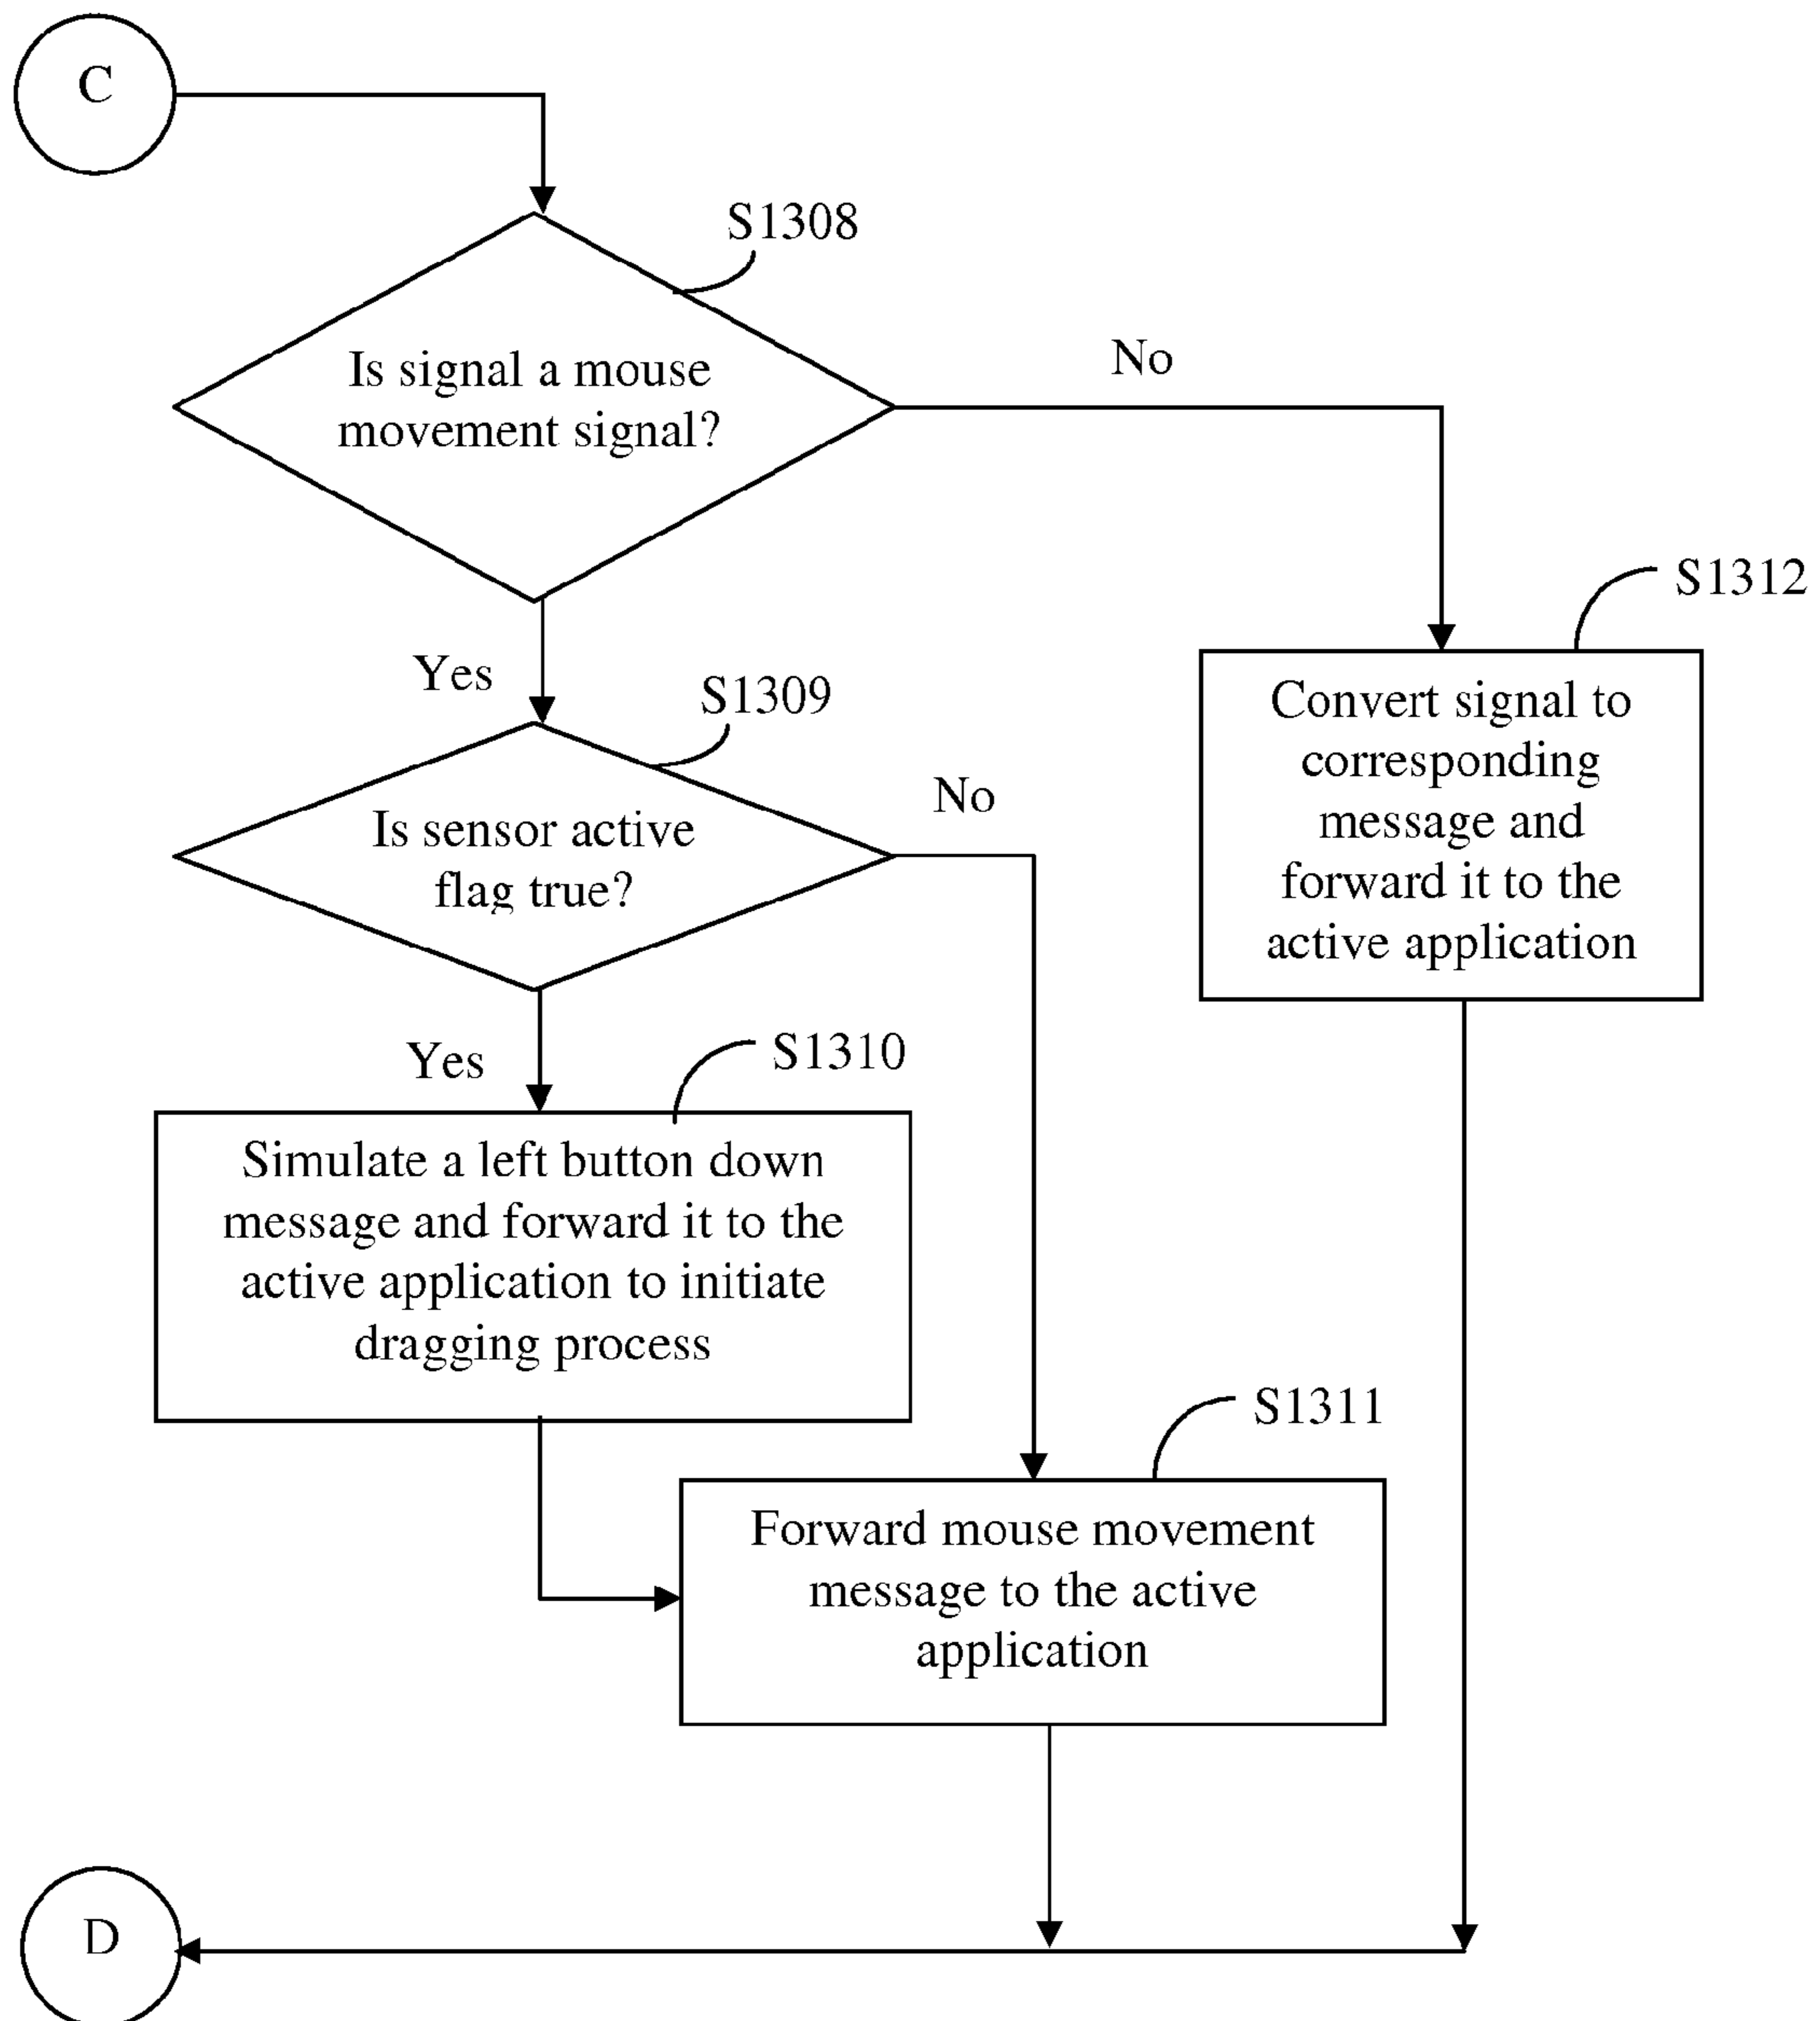 C
S1308
Is signal a mouse
movement signal?
No
Yes
S1312
Convert signal to
corresponding
message and
forward it to the
active application
S1309
Is sensor active
flag true?
No
Yes
S1310
Simulate a left button down
message and forward it to the
active application to initiate
dragging process
S1311
Forward mouse movement
message to the active
application
D